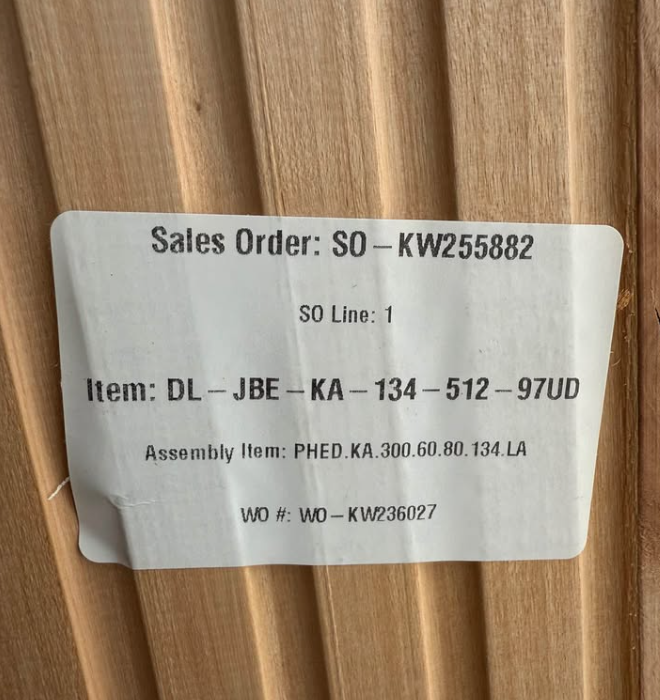 Sales Order: SO-KW255882
SO Line: 1
Item: DL-JBE-KA-134-512-97UD
Assembly Item: PHED.KA.300.60.80.134.LA
WO #: WO-KW236027